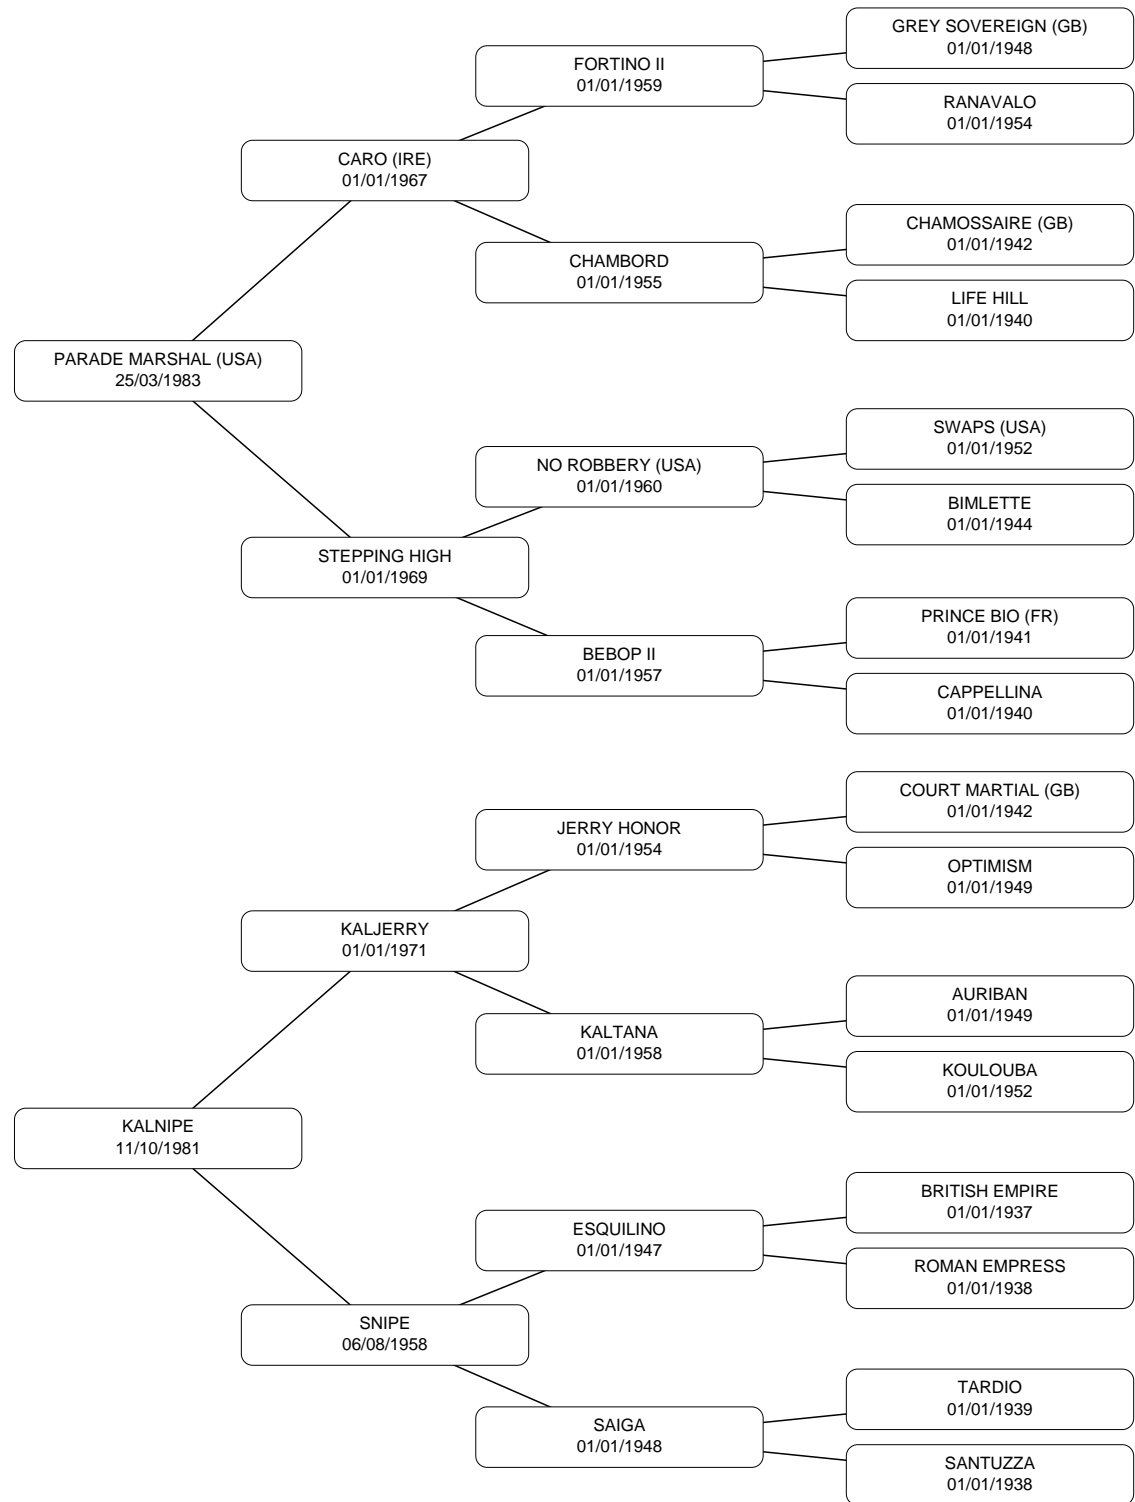 GREY SOVEREIGN (GB)
01/01/1948
FORTINO II
01/01/1959
RANAVALO
01/01/1954
CARO (IRE)
01/01/1967
CHAMOSSAIRE (GB)
01/01/1942
CHAMBORD
01/01/1955
LIFE HILL
01/01/1940
PARADE MARSHAL (USA)
25/03/1983
SWAPS (USA)
01/01/1952
NO ROBBERY (USA)
01/01/1960
BIMLETTE
01/01/1944
STEPPING HIGH
01/01/1969
PRINCE BIO (FR)
01/01/1941
BEBOP II
01/01/1957
CAPPELLINA
01/01/1940
COURT MARTIAL (GB)
01/01/1942
JERRY HONOR
01/01/1954
OPTIMISM
01/01/1949
KALJERRY
01/01/1971
AURIBAN
01/01/1949
KALTANA
01/01/1958
KOULOUBA
01/01/1952
KALNIPE
11/10/1981
BRITISH EMPIRE
01/01/1937
ESQUILINO
01/01/1947
ROMAN EMPRESS
01/01/1938
SNIPE
06/08/1958
TARDIO
01/01/1939
SAIGA
01/01/1948
SANTUZZA
01/01/1938